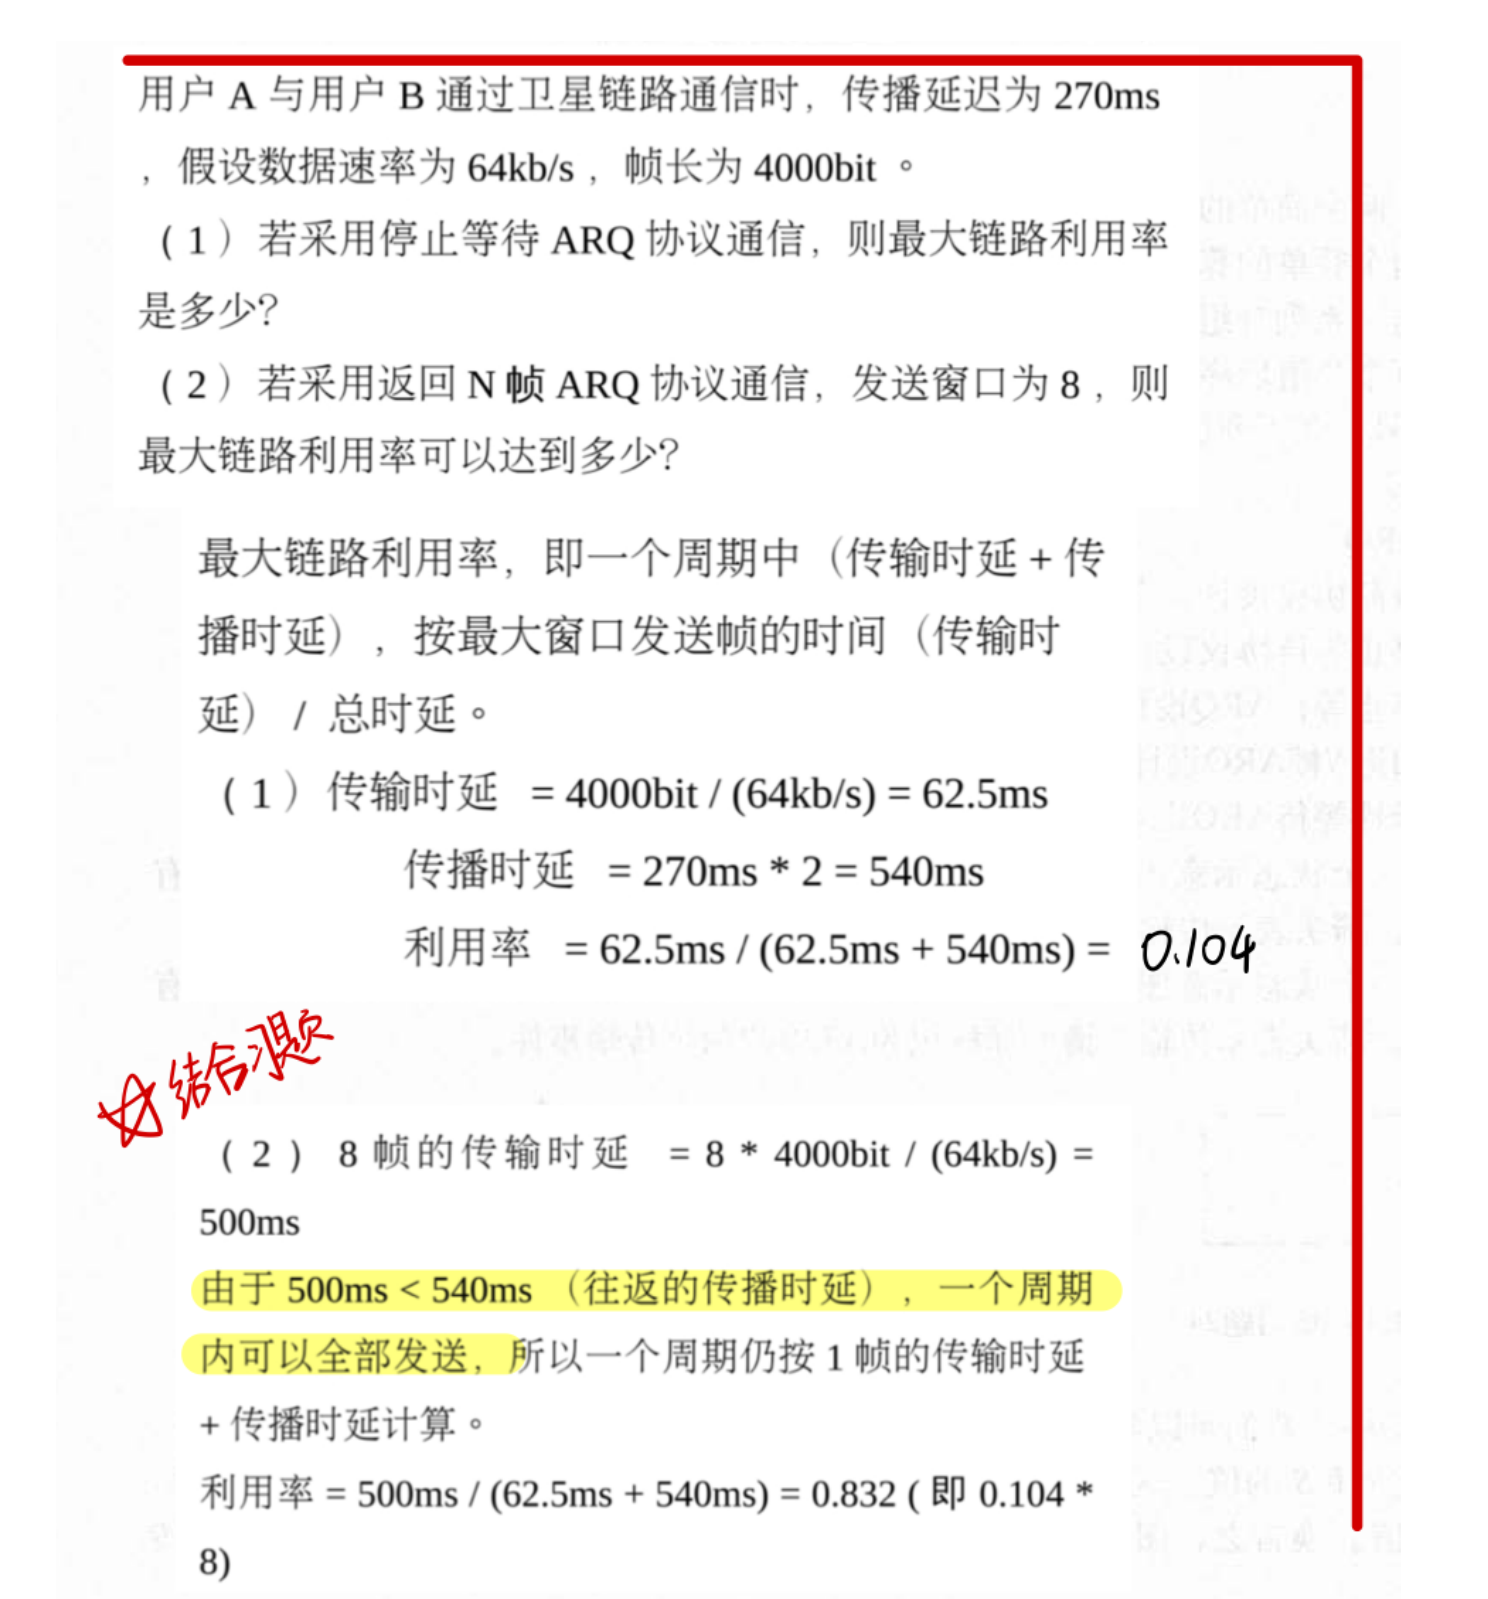 用户 A 与用户 B 通过卫星链路通信时，传播延迟为 270ms
，假设数据速率为 64kb/s ，帧长为 4000bit 。
（ 1 ）若采用停止等待 ARQ 协议通信，则最大链路利用率
是多少？
（ 2 ）若采用返回 N 帧 ARQ 协议通信，发送窗口为 8 ，则
最大链路利用率可以达到多少？
最大链路利用率，即一个周期中（传输时延 + 传
播时延），按最大窗口发送帧的时间（传输时
延） / 总时延。
（ 1 ）传输时延 = 4000bit / (64kb/s) = 62.5ms
传播时延 = 270ms * 2 = 540ms
利用率 = 62.5ms / (62.5ms + 540ms) = 0.104
☆结合习题
（ 2 ） 8 帧的传输时延 = 8 * 4000bit / (64kb/s) =
500ms
由于 500ms < 540ms （往返的传播时延），一个周期
内可以全部发送，所以一个周期仍按 1 帧的传输时延
+ 传播时延计算。
利用率 = 500ms / (62.5ms + 540ms) = 0.832 ( 即 0.104 *
8)